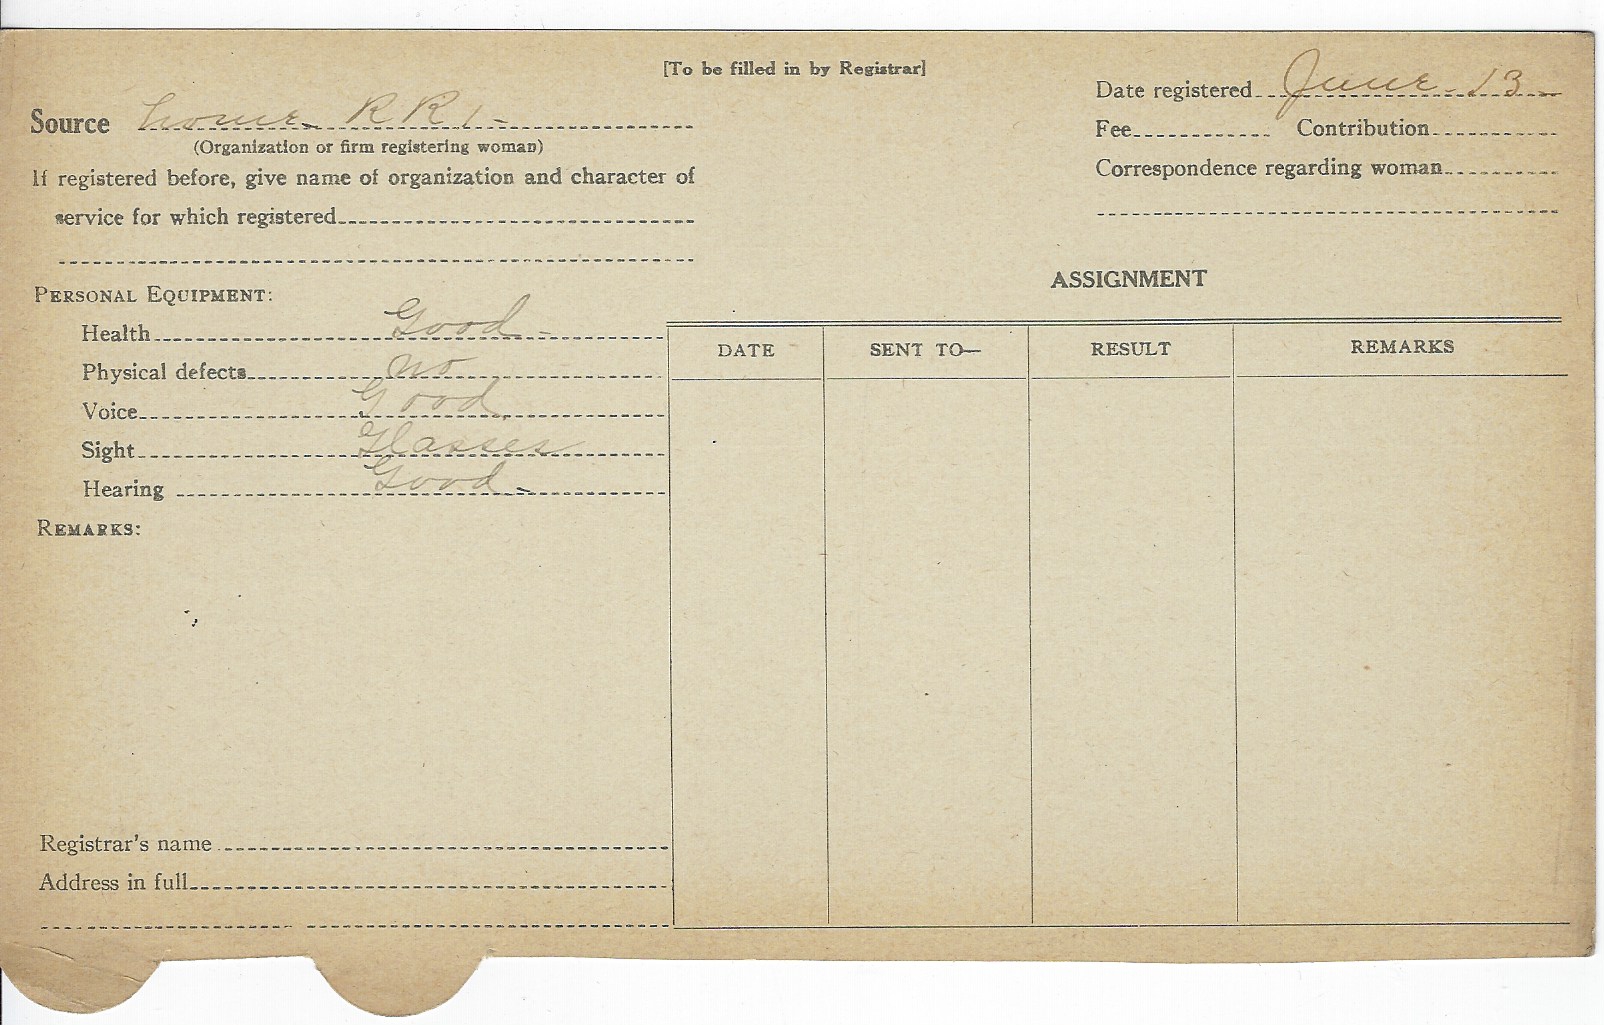 [To be filled in by Registrar]
Date registered June 13
Source home RR 1
(Organization or firm registering woman)
Fee Contribution
If registered before, give name of organization and character of
service for which registered
Correspondence regarding woman
PERSONAL EQUIPMENT:
Health Good
Physical defects no
Voice Good
Sight Glasses
Hearing Good
REMARKS:
Registrar's name
Address in full
ASSIGNMENT
DATE SENT TO— RESULT REMARKS